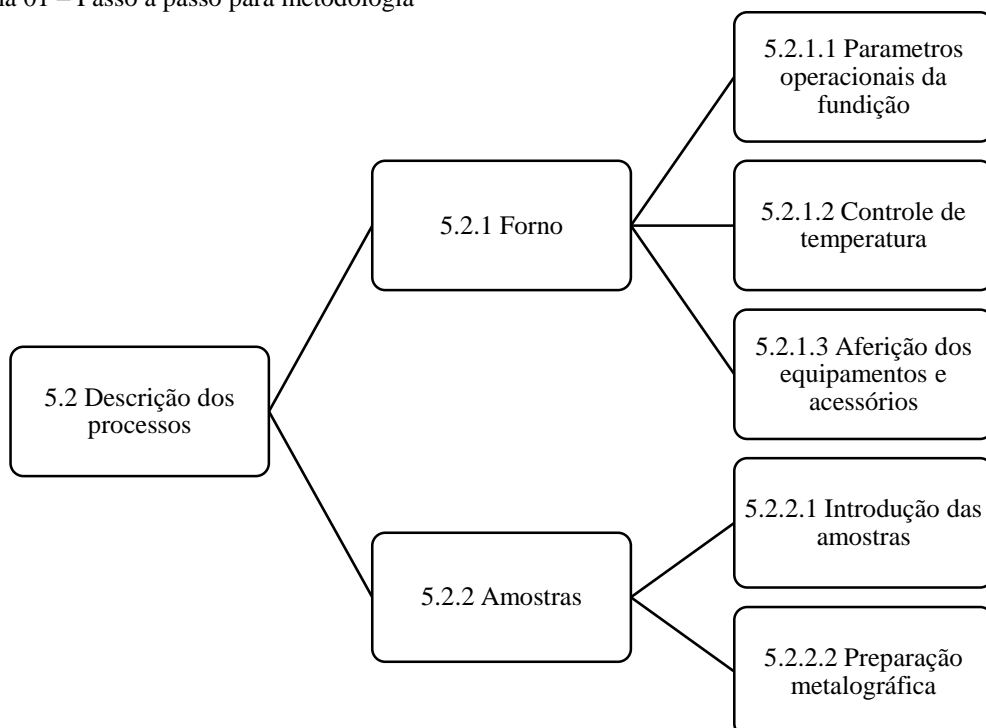 01 – Passo a passo para metodologia
5.2.1.1 Parametros
operacionais da
fundição
5.2.1 Forno
5.2.1.2 Controle de
temperatura
5.2.1.3 Aferição dos
equipamentos e
acessórios
5.2 Descrição dos
processos
5.2.2 Amostras
5.2.2.1 Introdução das
amostras
5.2.2.2 Preparação
metalográfica